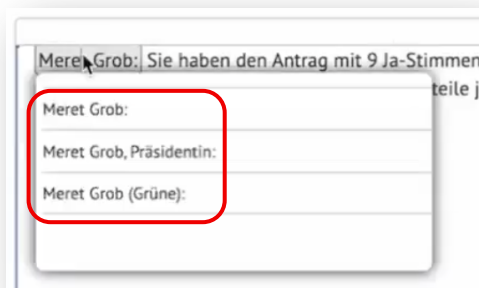 Meret Grob: Sie haben den Antrag mit 9 Ja-Stimmen
teile j
Meret Grob:
Meret Grob, Präsidentin:
Meret Grob (Grüne):